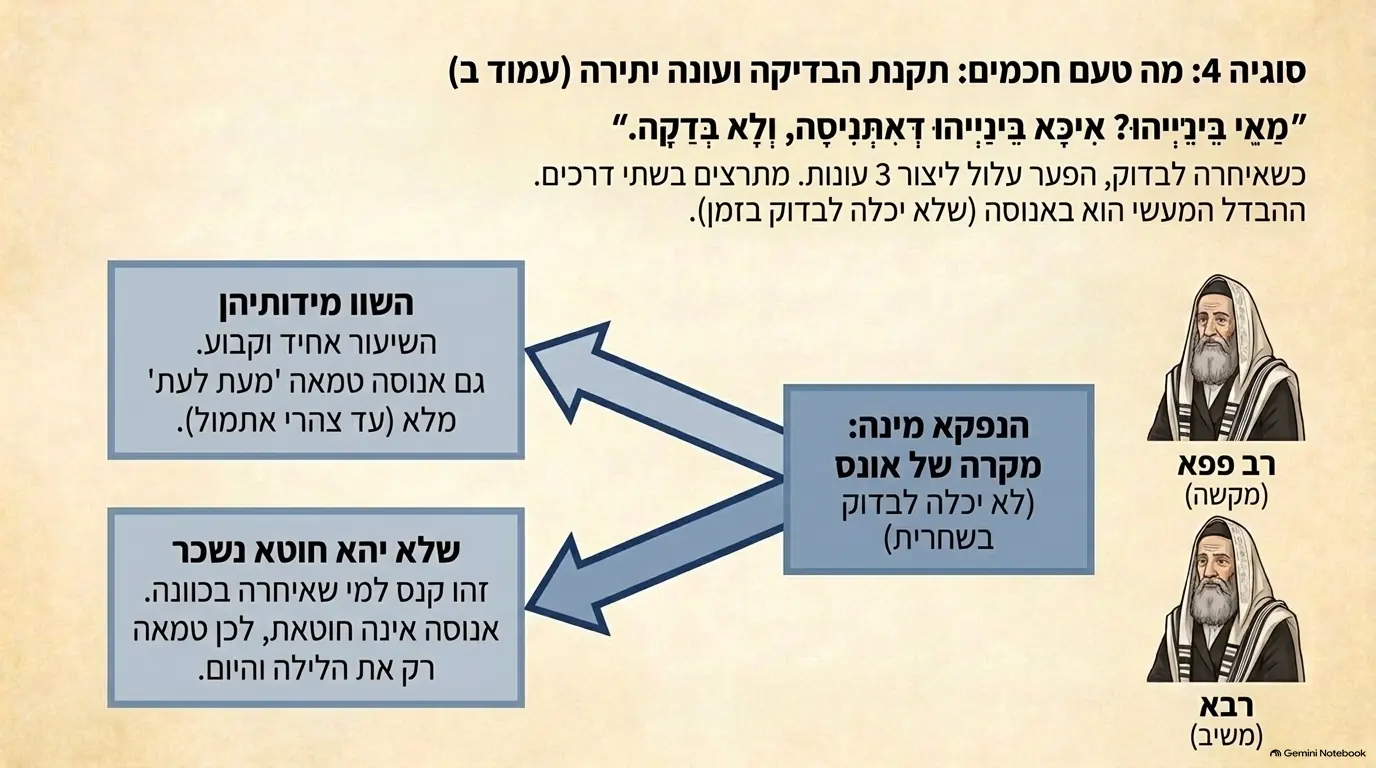 סוגיה 4: מה טעם חכמים: תקנת הבדיקה ועונה יתירה (עמוד ב)
"מַאֵי בֵּינֵיְיהוּ? אִיכָּא בֵּינַיְיהוּ דְּאִתְּנִיסָה, וְלָא בְּדַקָה."
כשאיחרה לבדוק, הפער עלול ליצור 3 עונות. מתרצים בשתי דרכים.
ההבדל המעשי הוא באנוסה (שלא יכלה לבדוק בזמן).
הנפקא מינה:
מקרה של אונס
(לא יכלה לבדוק
בשחרית)
השוו מידותיהן
השיעור אחיד וקבוע.
גם אנוסה טמאה 'מעת לעת'
מלא (עד צהרי אתמול).
שלא יהא חוטא נשכר
זהו קנס למי שאיחרה בכוונה.
אנוסה אינה חוטאת, לכן טמאה
רק את הלילה והיום.
רב פפא
(מקשה)
רבא
(משיב)
Gemini Notebook